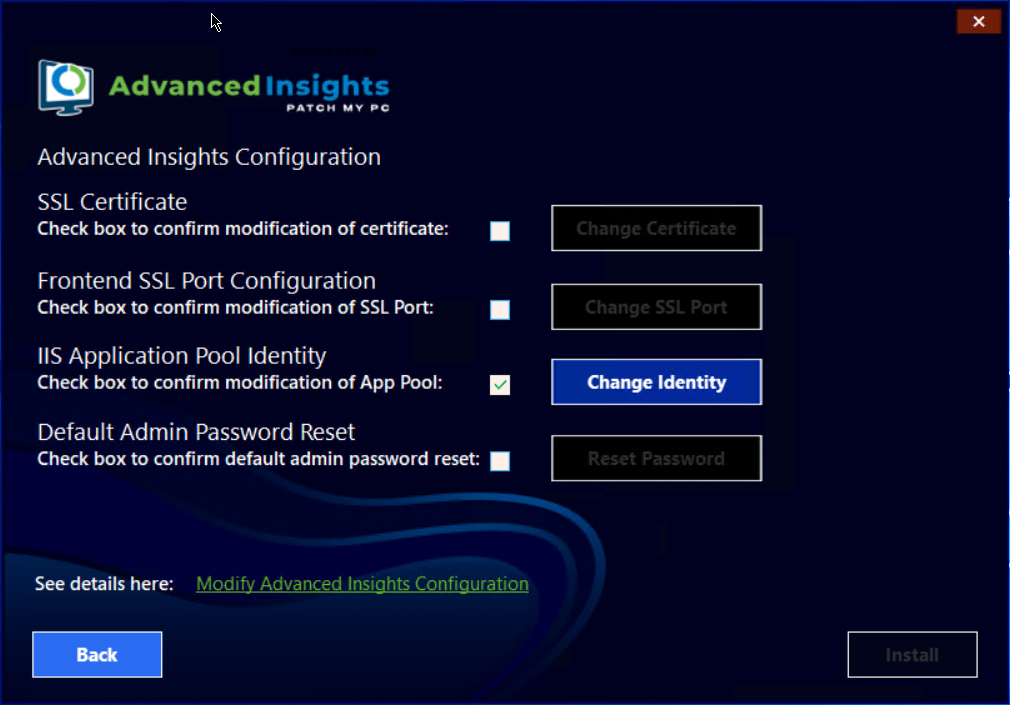 Advanced Insights
PATCH MY PC
Advanced Insights Configuration
SSL Certificate
Check box to confirm modification of certificate:
Change Certificate
Frontend SSL Port Configuration
Check box to confirm modification of SSL Port:
Change SSL Port
IIS Application Pool Identity
Check box to confirm modification of App Pool:
Change Identity
Default Admin Password Reset
Check box to confirm default admin password reset:
Reset Password
See details here: Modify Advanced Insights Configuration
Back
Install